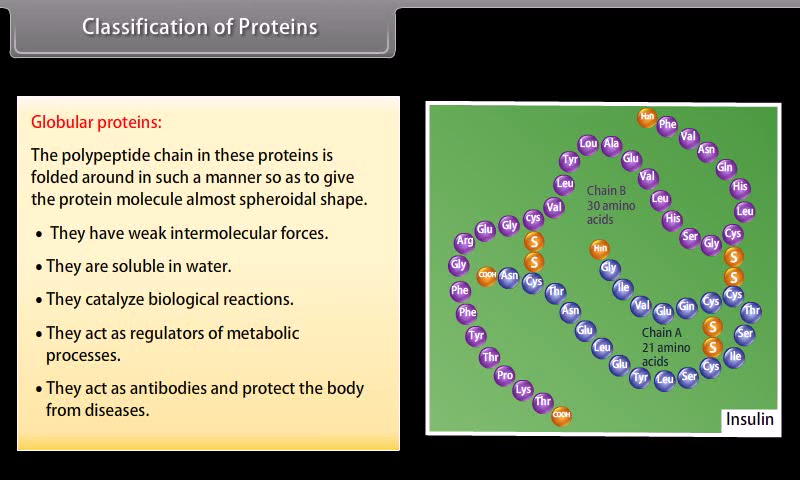 Classification of Proteins
Globular proteins:
The polypeptide chain in these proteins is
folded around in such a manner so as to give
the protein molecule almost spheroidal shape.
• They have weak intermolecular forces.
• They are soluble in water.
• They catalyze biological reactions.
• They act as regulators of metabolic
processes.
• They act as antibodies and protect the body
from diseases.
H₂n
Phe
Val
Asn
Gln
His
Leu
Cys
Gly
Ser
His
Leu
Val
Glu
Ala
Lou
Tyr
Leu
Val
Cys
Gly
Glu
Arg
Gly
Phe
Phe
Tyr
Thr
Pro
Lys
Thr
COOH
Chain B
30 amino
acids
S
S
S
S
H₂n
Gly
Ile
Val
Glu
Gin
Cys
Cys
Thr
Ser
Ile
Cys
Ser
Leu
Tyr
Glu
Leu
Glu
Asn
Thr
Cys
Asn
COOH
S
S
Chain A
21 amino
acids
Insulin